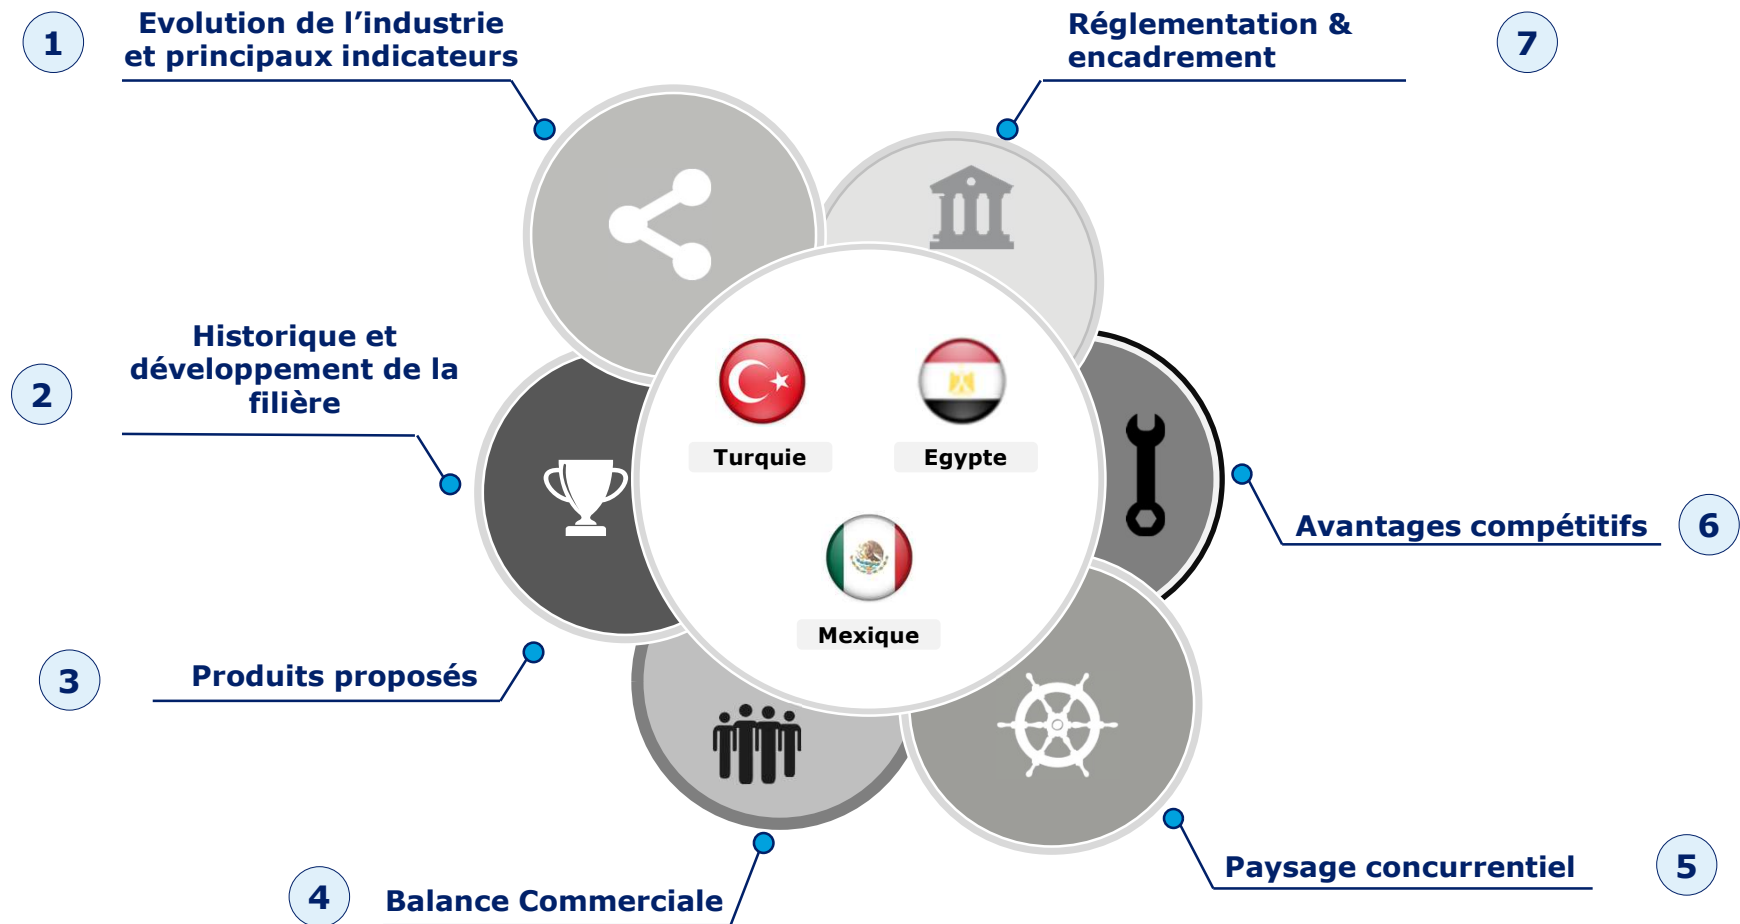 1
Evolution de l’industrie
et principaux indicateurs
Réglementation &
encadrement
7
2
Historique et
développement de la
filière
Turquie
Egypte
Mexique
Avantages compétitifs
6
3
Produits proposés
4
Balance Commerciale
Paysage concurrentiel
5